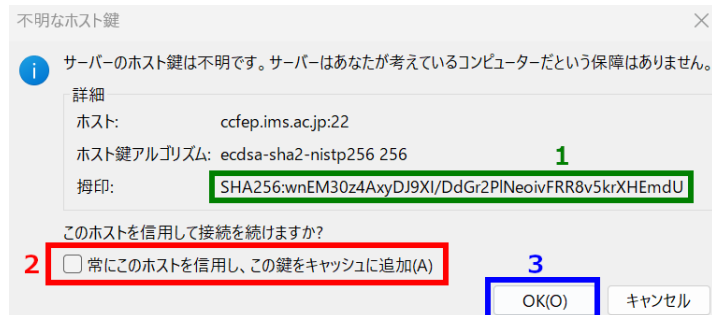 不明なホスト鍵
サーバーのホスト鍵は不明です。サーバーはあなたが考えているコンピューターだという保障はありません。
詳細
ホスト: ccfep.ims.ac.jp:22
ホスト鍵アルゴリズム: ecdsa-sha2-nistp256 256
1
拇印: SHA256:wnEM30z4AxyDJ9XI/DdGr2PlNeoivFRR8v5krXHEmdU
このホストを信用して接続を続けますか?
2 常にこのホストを信用し、この鍵をキャッシュに追加(A)
3
OK(O) キャンセル